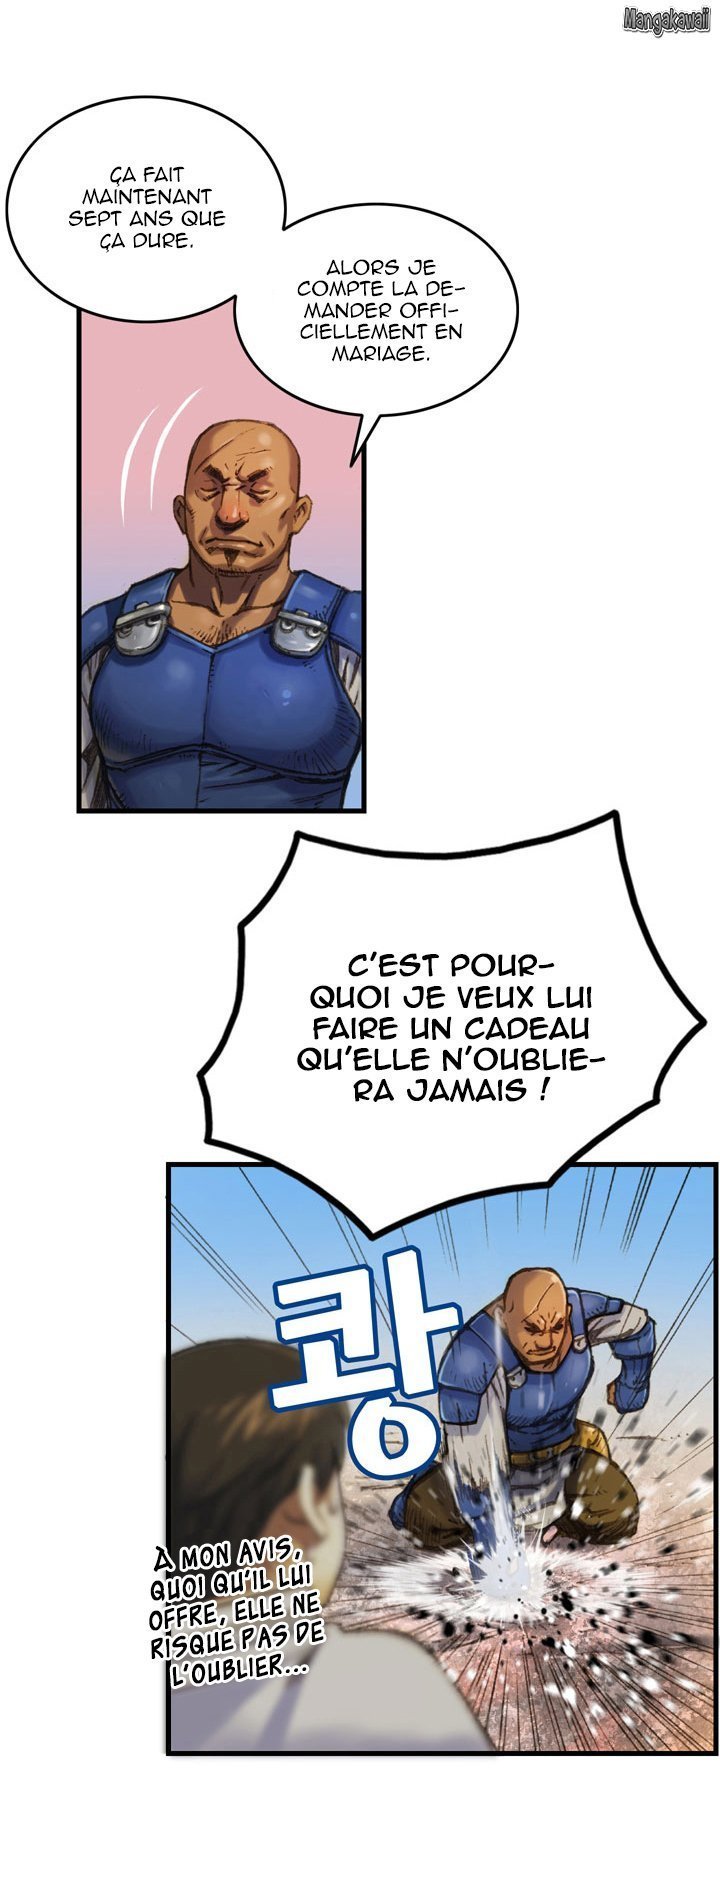 Mangakawaii
ÇA FAIT
MAINTENANT
SEPT ANS QUE
ÇA DURE.
ALORS JE
COMPTE LA DE-
MANDER OFFI-
CIELLEMENT EN
MARIAGE.
C'EST POUR-
QUOI JE VEUX LUI
FAIRE UN CADEAU
QU'ELLE N'OUBLIE-
RA JAMAIS !
쾅
À MON AVIS,
QUOI QU'IL LUI
OFFRE, ELLE NE
RISQUE PAS DE
L'OUBLIER...